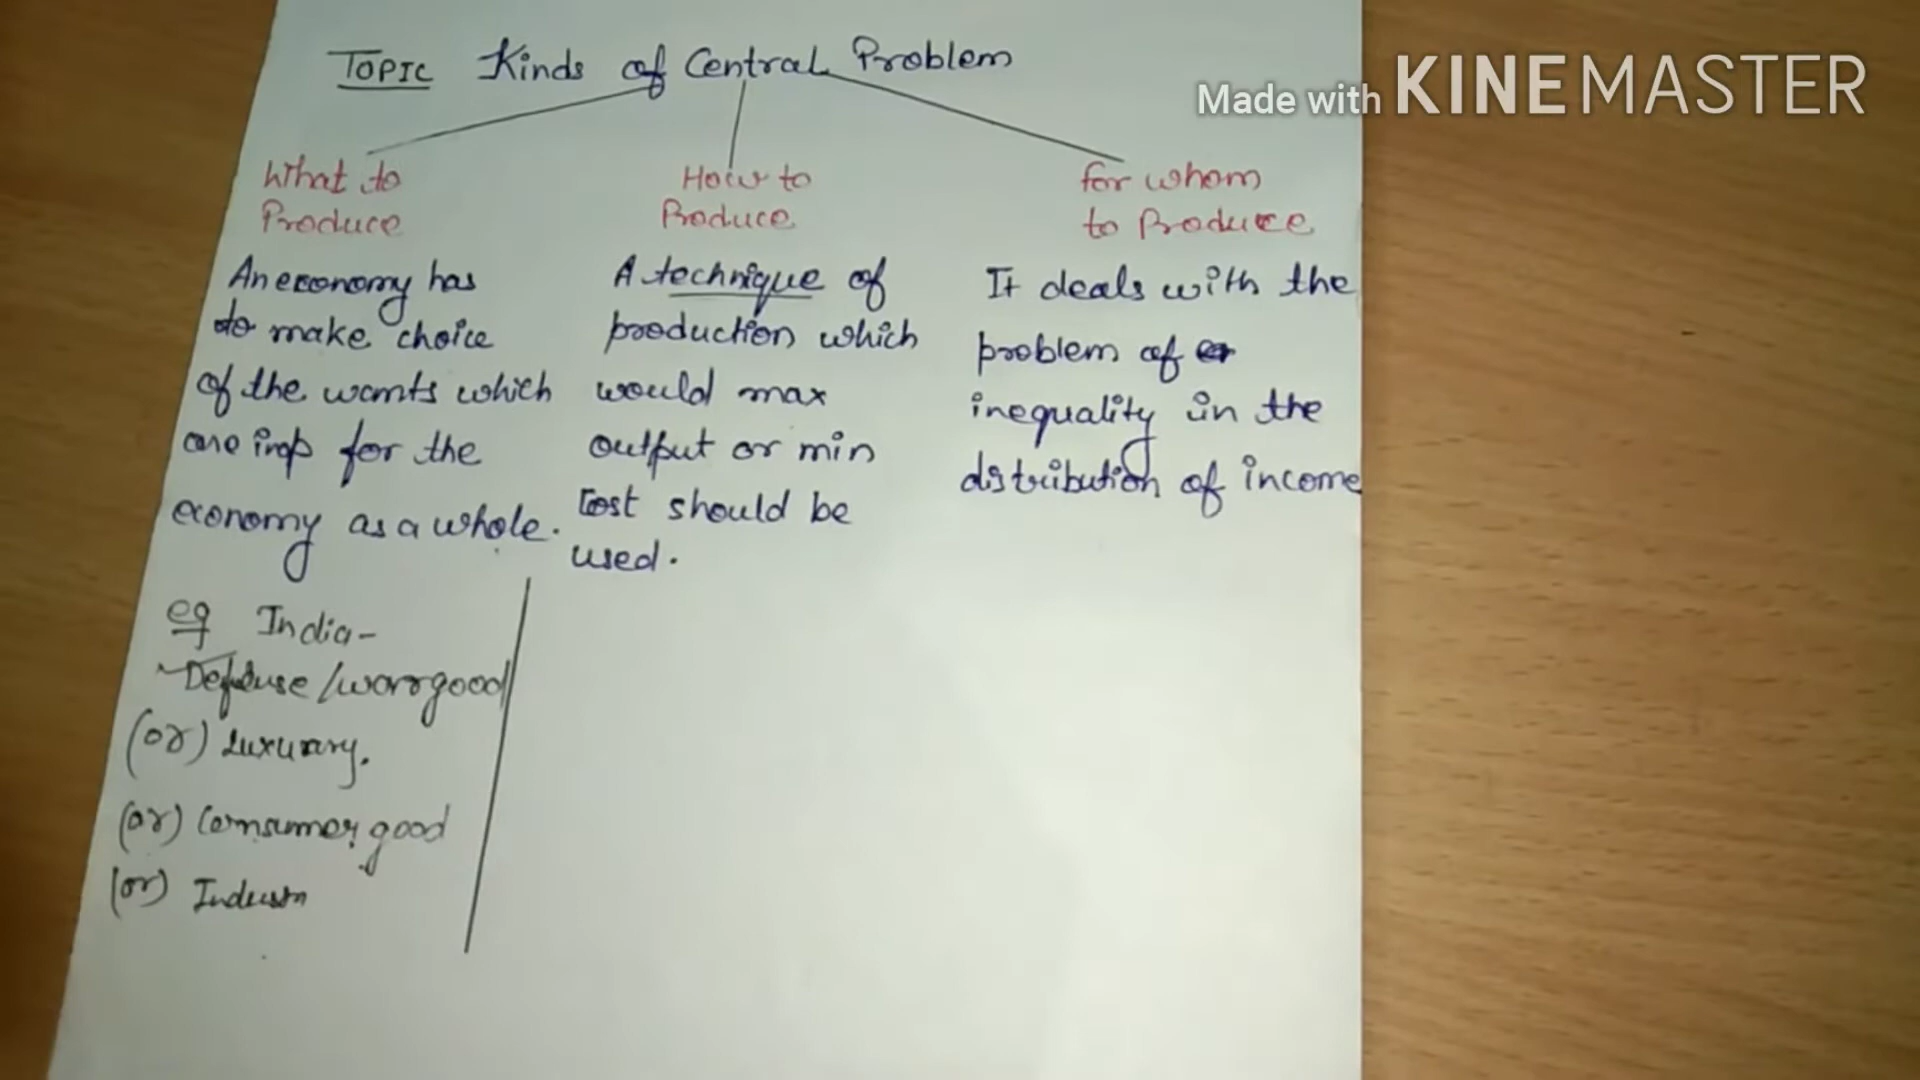 TOPIC Kinds of Central Problem
Made with KINEMASTER
What to
Produce
An economy has
to make choice
of the wants which
are imp for the
economy as a whole.
eg India-
Defense/war good
(or) Luxurary.
(or) Consumer good
(or)
How to
Produce
A technique of
production which
would max
output or min
Cost should be
used.
for whom
to Produce
It deals with the
problem of
inequality in the
distribution of income